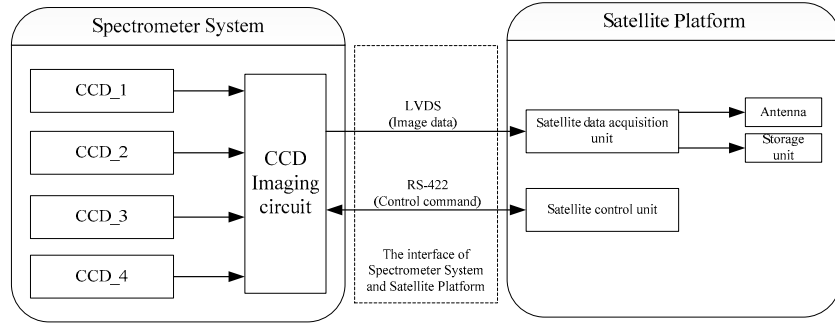 Spectrometer System
CCD_1
CCD_2
CCD_3
CCD_4
CCD
Imaging
circuit
LVDS
(Image data)
RS-422
(Control command)
The interface of
Spectrometer System
and Satellite Platform
Satellite Platform
Satellite data acquisition
unit
Antenna
Storage
unit
Satellite control unit